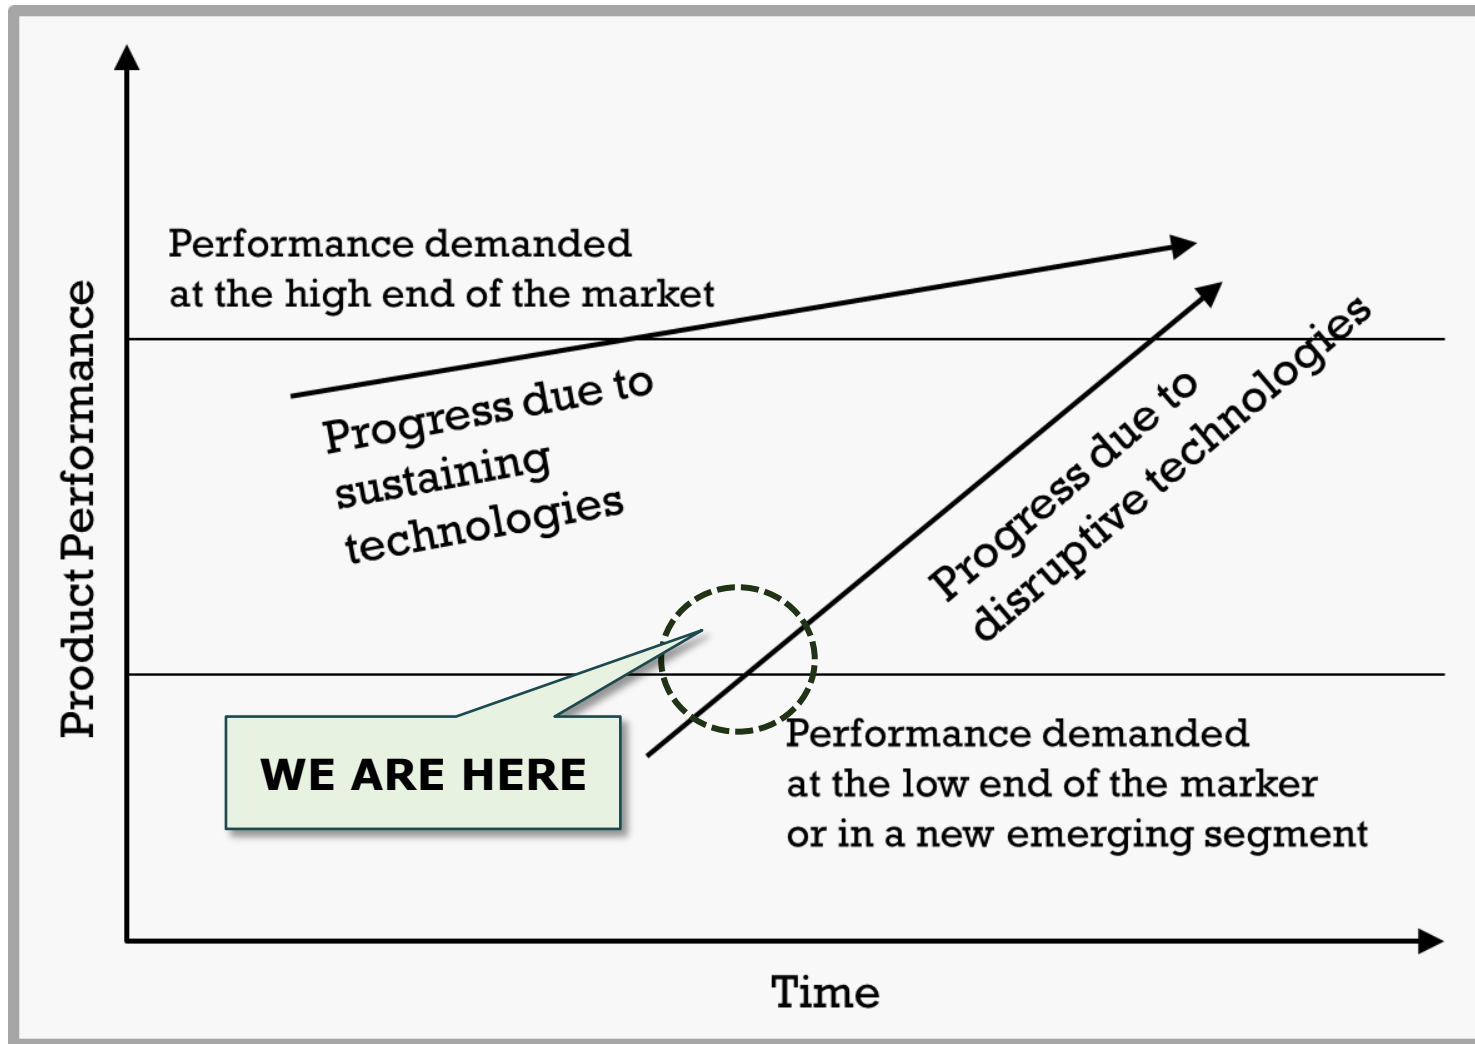 Performance demanded
at the high end of the market
Product Performance
Progress due to
sustaining
technologies
Progress due to
disruptive technologies
WE ARE HERE
Performance demanded
at the low end of the marker
or in a new emerging segment
Time